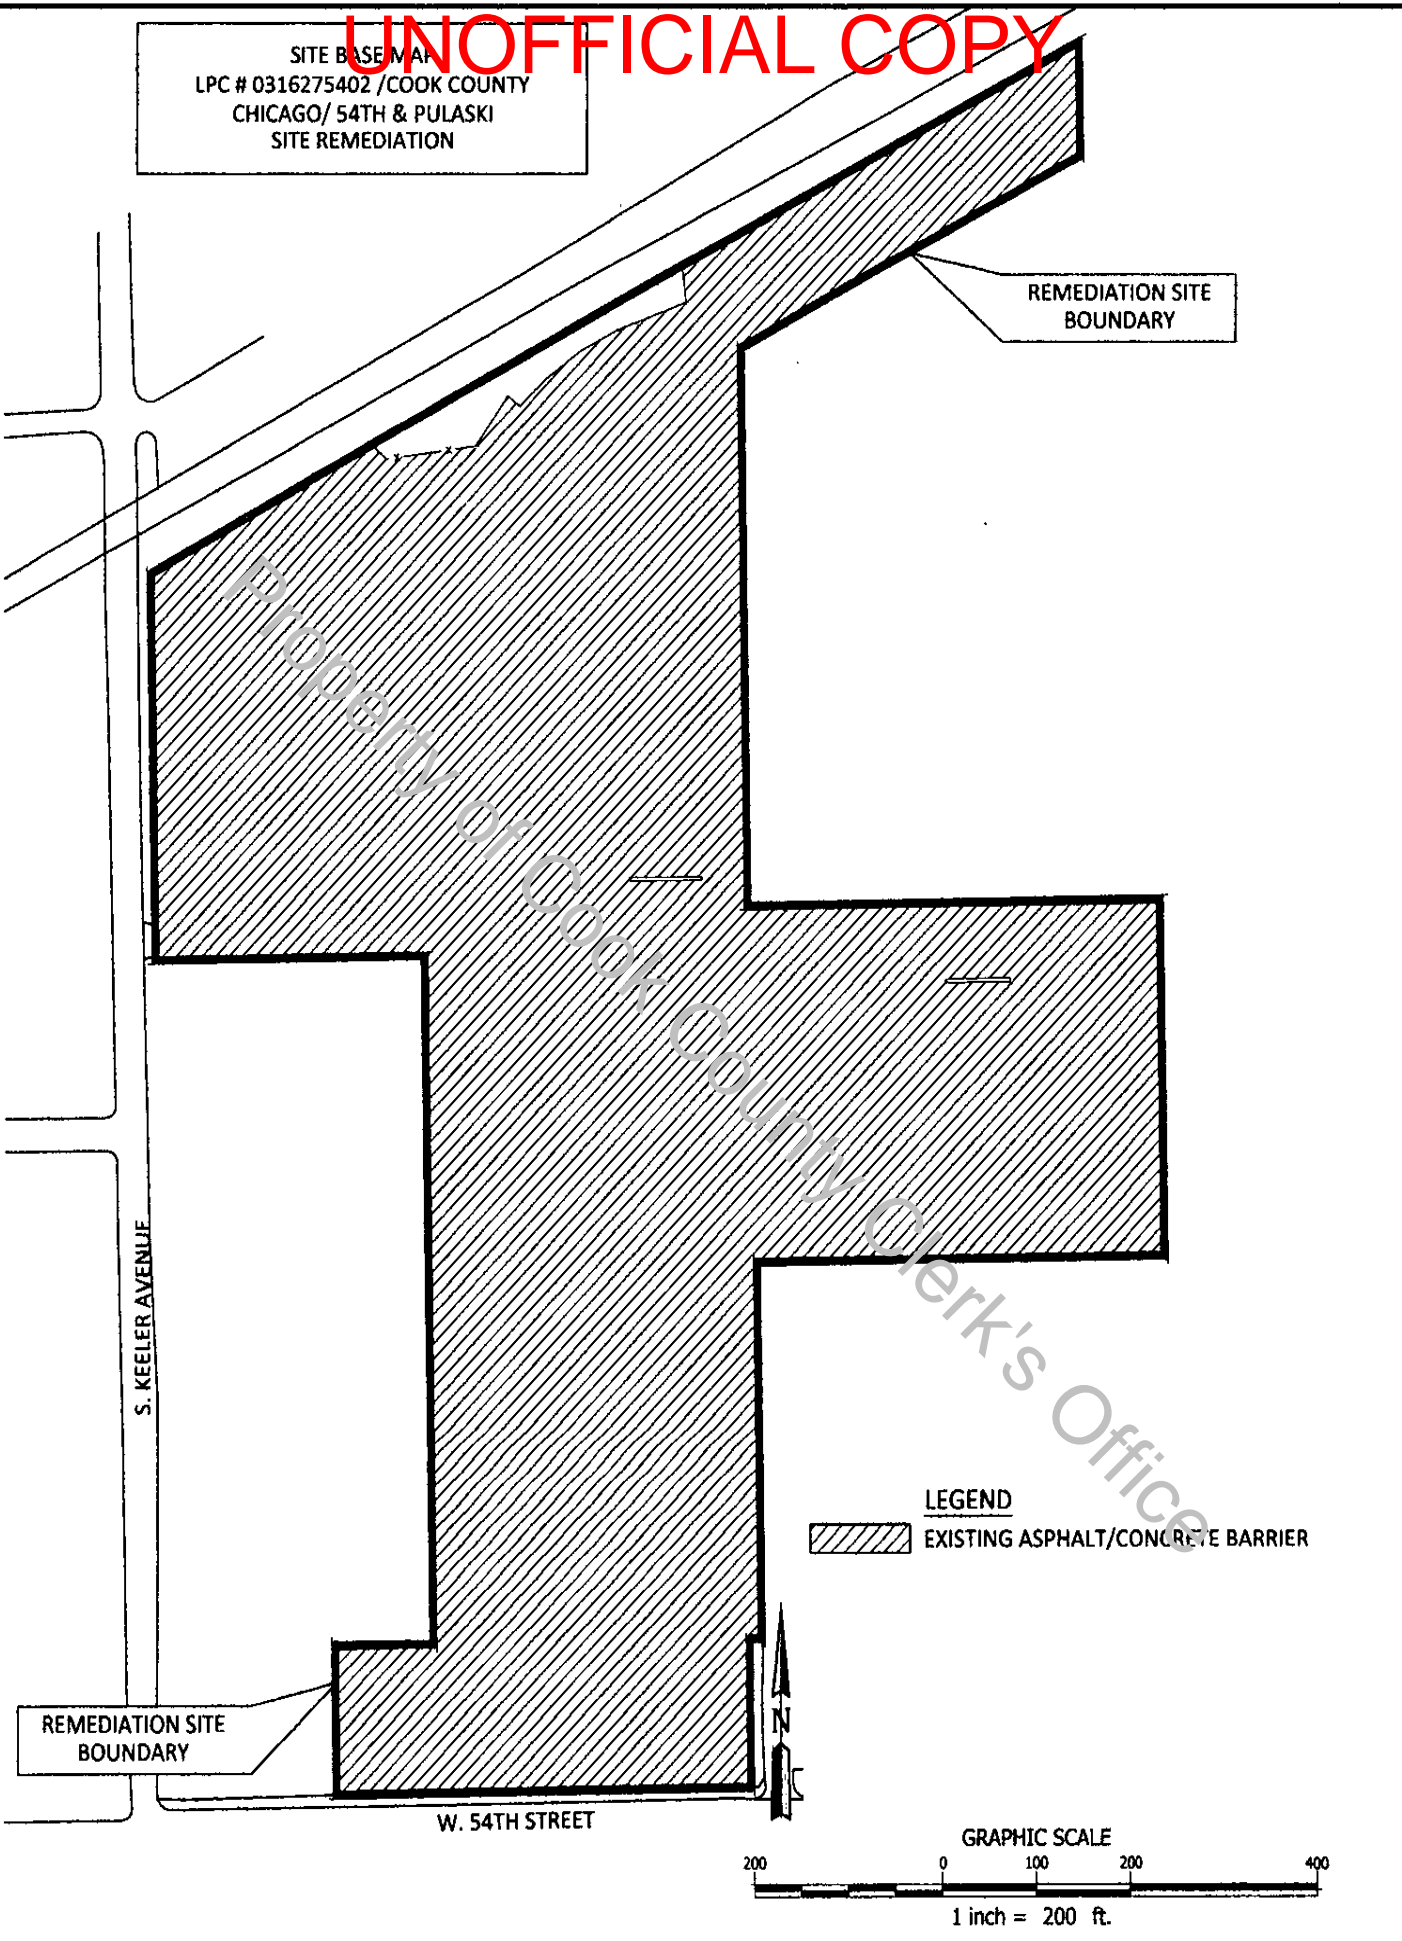 UNOFFICIAL COPY
SITE BASE MAP
LPC # 0316275402 /COOK COUNTY
CHICAGO/ 54TH & PULASKI
SITE REMEDIATION
REMEDIATION SITE
BOUNDARY
Property of Cook County Clerk's Office
S. KEELER AVENUE
LEGEND
EXISTING ASPHALT/CONCRETE BARRIER
N
REMEDIATION SITE
BOUNDARY
W. 54TH STREET
GRAPHIC SCALE
200 0 100 200 400
1 inch = 200 ft.